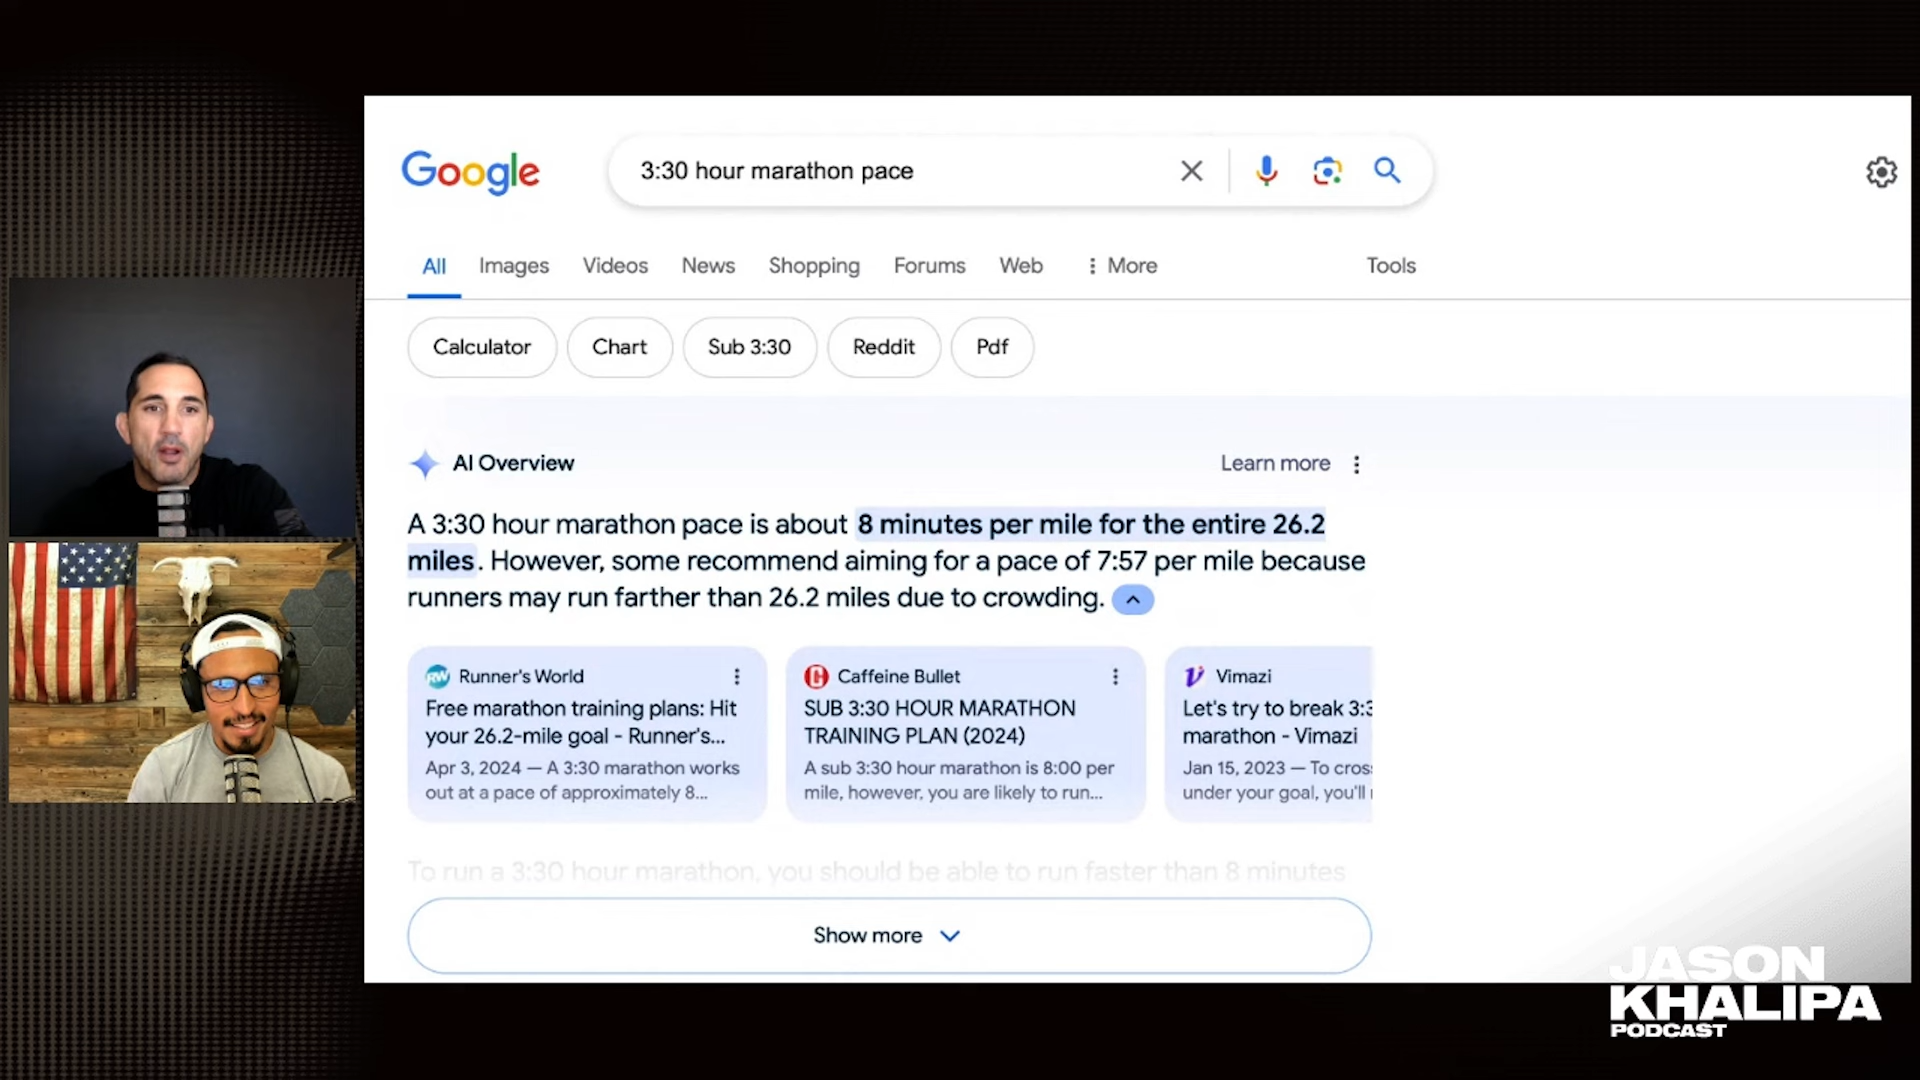 Google
3:30 hour marathon pace
All Images Videos News Shopping Forums Web More Tools
Calculator Chart Sub 3:30 Reddit Pdf
AI Overview Learn more
A 3:30 hour marathon pace is about 8 minutes per mile for the entire 26.2
miles. However, some recommend aiming for a pace of 7:57 per mile because
runners may run farther than 26.2 miles due to crowding.
RW Runner's World
Free marathon training plans: Hit
your 26.2-mile goal - Runner's...
Apr 3, 2024 — A 3:30 marathon works
out at a pace of approximately 8...
Caffeine Bullet
SUB 3:30 HOUR MARATHON
TRAINING PLAN (2024)
A sub 3:30 hour marathon is 8:00 per
mile, however, you are likely to run...
Vimazi
Let's try to break 3:3
marathon - Vimazi
Jan 15, 2023 — To cros
under your goal, you'll
To run a 3:30 hour marathon, you should be able to run faster than 8 minutes
Show more
JASON
KHALIPA
PODCAST